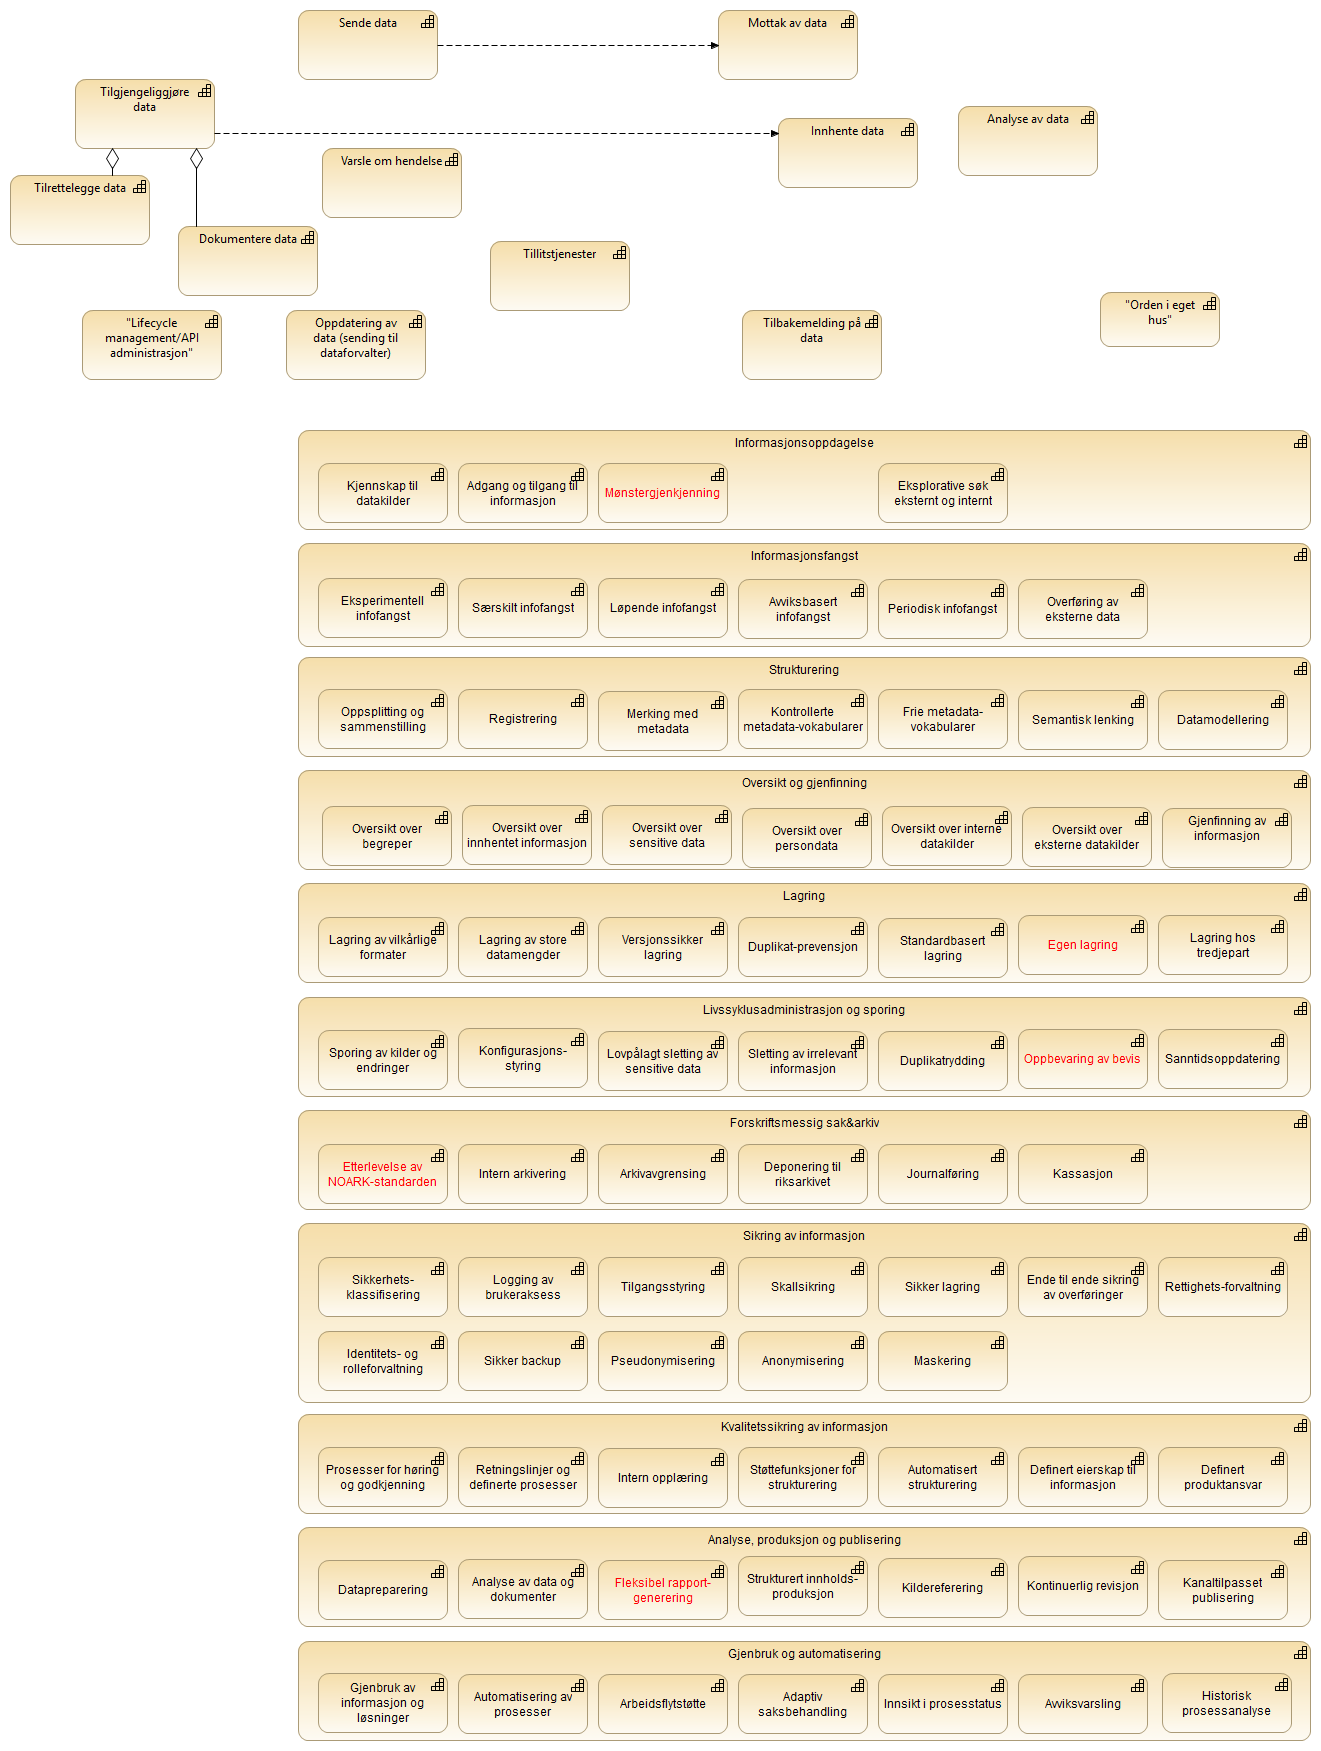 Sende data
Mottak av data
Tilgjengeliggjøre
data
Innhente data
Analyse av data
Varsle om hendelse
Tilrettelegge data
Dokumentere data
Tillitstjenester
"Orden i eget
hus"
"Lifecycle
management/API
administrasjon"
Oppdatering av
data (sending til
dataforvalter)
Tilbakemelding på
data
Informasjonsoppdagelse
Kjennskap til
datakilder
Adgang og tilgang til
informasjon
Mønstergjenkjenning
Eksplorative søk
eksternt og internt
Informasjonsfangst
Eksperimentell
infofangst
Særskilt infofangst
Løpende infofangst
Avviksbasert
infofangst
Periodisk infofangst
Overføring av
eksterne data
Strukturering
Oppsplitting og
sammenstilling
Registrering
Merking med
metadata
Kontrollerte
metadata-vokabularer
Frie metadata-
vokabularer
Semantisk lenking
Datamodellering
Oversikt og gjenfinning
Oversikt over
begreper
Oversikt over
innhentet informasjon
Oversikt over
sensitive data
Oversikt over
persondata
Oversikt over interne
datakilder
Oversikt over
eksterne datakilder
Gjenfinning av
informasjon
Lagring
Lagring av vilkårlige
formater
Lagring av store
datamengder
Versjonssikker
lagring
Duplikat-prevensjon
Standardbasert
lagring
Egen lagring
Lagring hos
tredjepart
Livssyklusadministrasjon og sporing
Sporing av kilder og
endringer
Konfigurasjons-
styring
Lovpålagt sletting av
sensitive data
Sletting av irrelevant
informasjon
Duplikatrydding
Oppbevaring av bevis
Sanntidsoppdatering
Forskriftsmessig sak&arkiv
Etterlevelse av
NOARK-standarden
Intern arkivering
Arkivavgrensing
Deponering til
riksarkivet
Journalføring
Kassasjon
Sikring av informasjon
Sikkerhets-
klassifisering
Logging av
brukeraksess
Tilgangsstyring
Skallsikring
Sikker lagring
Ende til ende sikring
av overføringer
Rettighets-forvaltning
Identitets- og
rolleforvaltning
Sikker backup
Pseudonymisering
Anonymisering
Maskering
Kvalitetssikring av informasjon
Prosesser for høring
og godkjenning
Retningslinjer og
definerte prosesser
Intern opplæring
Støttefunksjoner for
strukturering
Automatisert
strukturering
Definert eierskap til
informasjon
Definert
produktansvar
Analyse, produksjon og publisering
Datapreparering
Analyse av data og
dokumenter
Fleksibel rapport-
generering
Strukturert innholds-
produksjon
Kildereferering
Kontinuerlig revisjon
Kanaltilpasset
publisering
Gjenbruk og automatisering
Gjenbruk av
informasjon og
løsninger
Automatisering av
prosesser
Arbeidsflytstøtte
Adaptiv
saksbehandling
Innsikt i prosesstatus
Avviksvarsling
Historisk
prosessanalyse